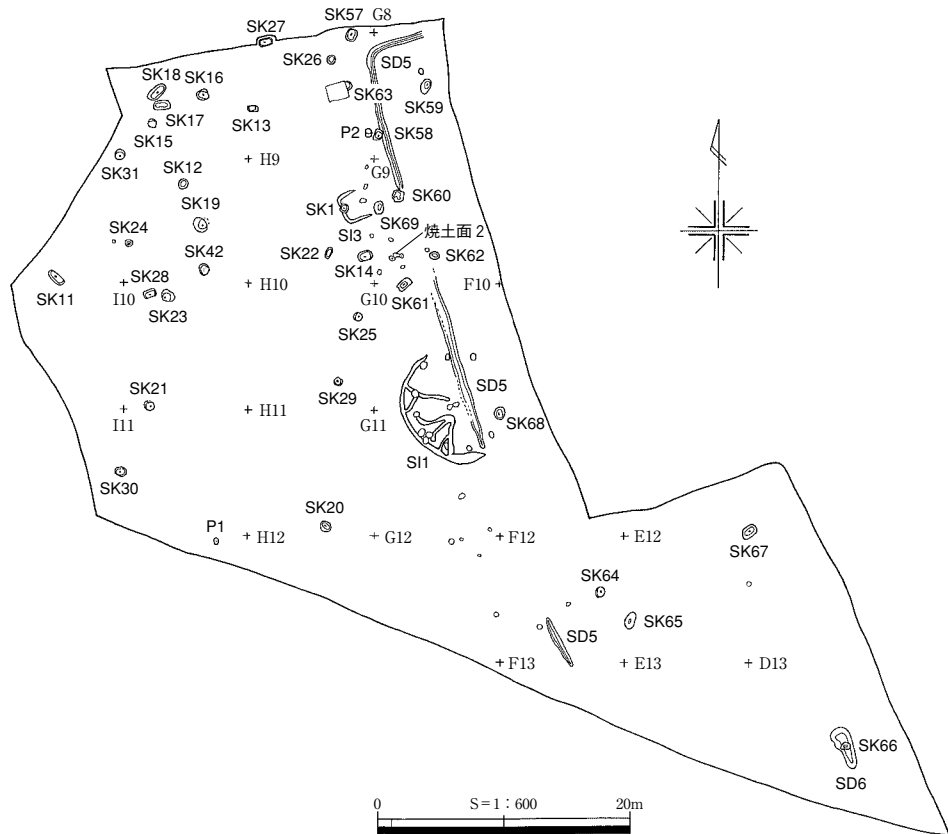 SK57 G8
SK27
SK26
SD5
SK18 SK16
SK63
SK59
SK17
SK13
SK15
P2
SK58
SK31
H9
G9
SK12
SK60
SK19
SK1
SK69
SK24
SI3
焼土面 2
SK42
SK22
SK14
SK62
SK11
I10
SK28
SK23
H10
G10
SK61
F10
SK25
SK21
SK29
SD5
I11
H11
G11
SK68
SI1
SK30
SK20
P1
H12
G12
F12
E12
SK67
SK64
SK65
SD5
F13
E13
D13
SK66
SD6
0 S=1:600 20m